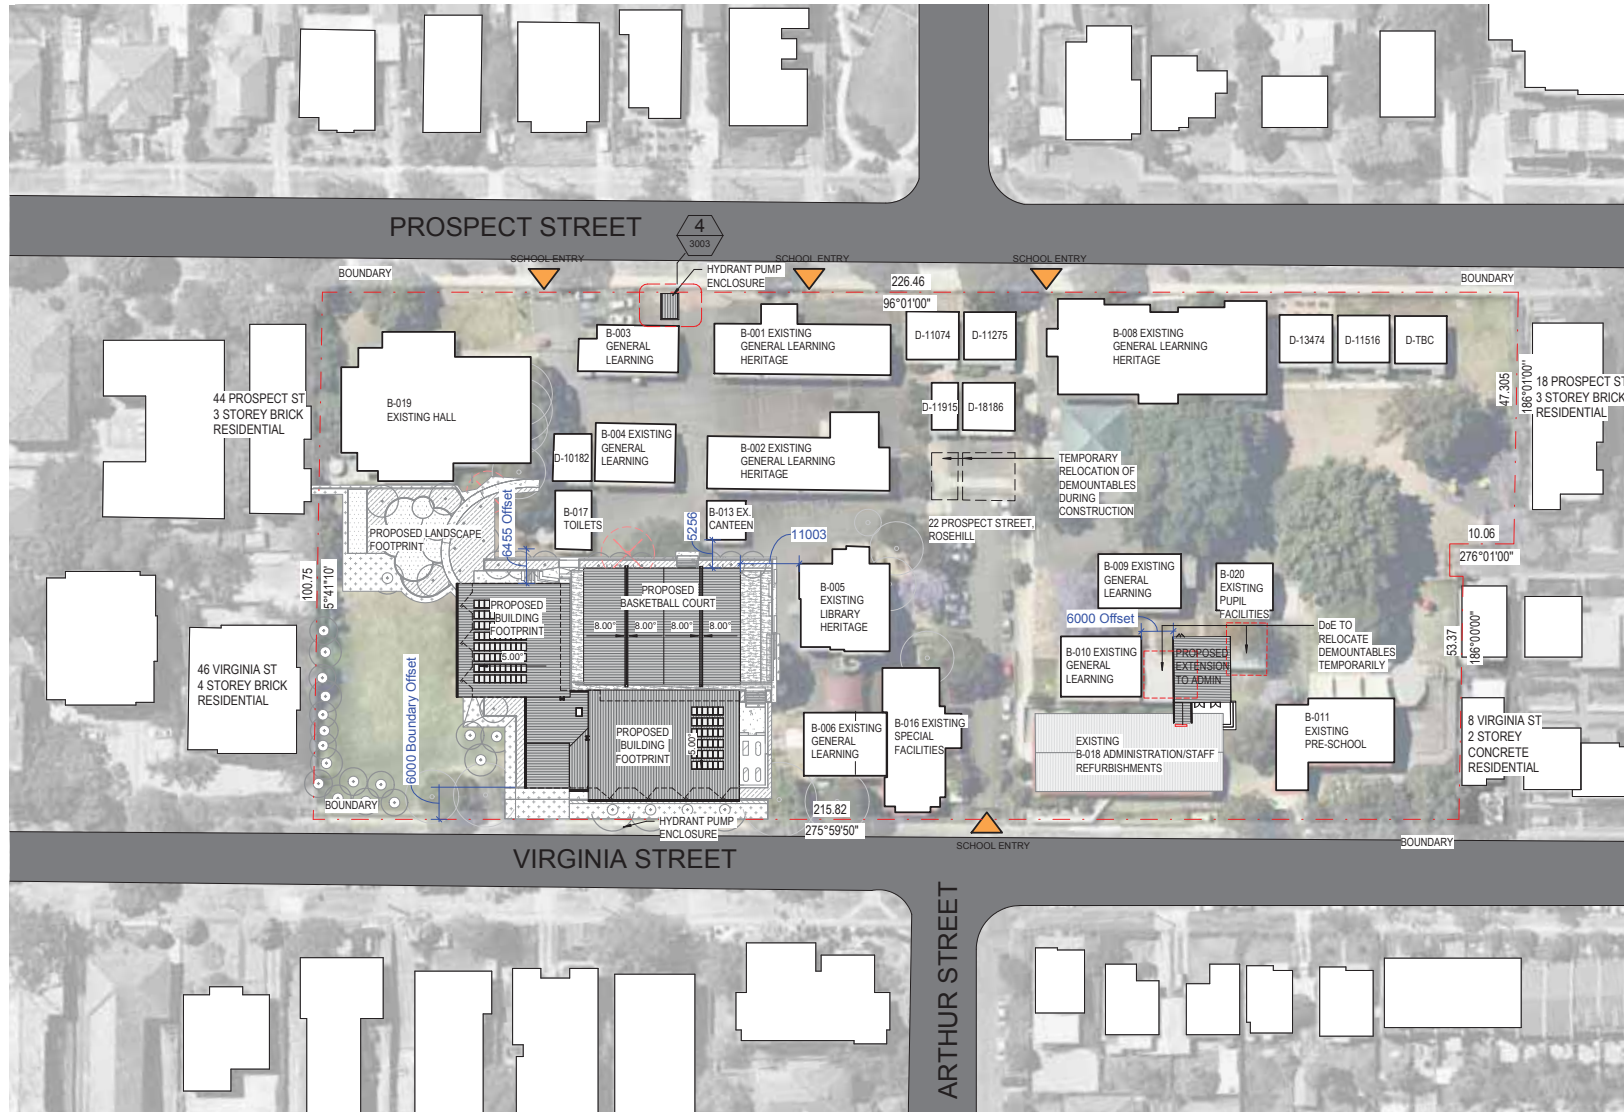 PROSPECT STREET
4
3003
SCHOOL ENTRY
SCHOOL ENTRY
SCHOOL ENTRY
BOUNDARY
HYDRANT PUMP
ENCLOSURE
226.46
96°01'00"
BOUNDARY
B-003
GENERAL
LEARNING
B-001 EXISTING
GENERAL LEARNING
HERITAGE
D-11074
D-11275
B-008 EXISTING
GENERAL LEARNING
HERITAGE
D-13474
D-11516
D-TBC
47.305
186°01'00"
18 PROSPECT ST
3 STOREY BRICK
RESIDENTIAL
44 PROSPECT ST
3 STOREY BRICK
RESIDENTIAL
B-019
EXISTING HALL
D-11915
D-18186
D-10182
B-004 EXISTING
GENERAL
LEARNING
B-002 EXISTING
GENERAL LEARNING
HERITAGE
TEMPORARY
RELOCATION OF
DEMOUNTABLES
DURING
CONSTRUCTION
B-017
TOILETS
B-013 EX.
CANTEEN
22 PROSPECT STREET,
ROSEHILL
PROPOSED LANDSCAPE
FOOTPRINT
6455 Offset
5256
11003
10.06
276°01'00"
100.75
5°41'10"
PROPOSED
BUILDING
FOOTPRINT
5.00°
PROPOSED
BASKETBALL COURT
8.00°
8.00°
8.00°
8.00°
B-005
EXISTING
LIBRARY
HERITAGE
B-009 EXISTING
GENERAL
LEARNING
B-020
EXISTING
PUPIL
FACILITIES
6000 Offset
DoE TO
RELOCATE
DEMOUNTABLES
TEMPORARILY
53.37
186°00'00"
B-010 EXISTING
GENERAL
LEARNING
PROPOSED
EXTENSION
TO ADMIN
46 VIRGINIA ST
4 STOREY BRICK
RESIDENTIAL
6000 Boundary Offset
PROPOSED
BUILDING
FOOTPRINT
5.00°
B-006 EXISTING
GENERAL
LEARNING
B-016 EXISTING
SPECIAL
FACILITIES
EXISTING
B-018 ADMINISTRATION/STAFF
REFURBISHMENTS
B-011
EXISTING
PRE-SCHOOL
8 VIRGINIA ST
2 STOREY
CONCRETE
RESIDENTIAL
BOUNDARY
HYDRANT PUMP
ENCLOSURE
215.82
275°59'50"
SCHOOL ENTRY
BOUNDARY
VIRGINIA STREET
ARTHUR STREET